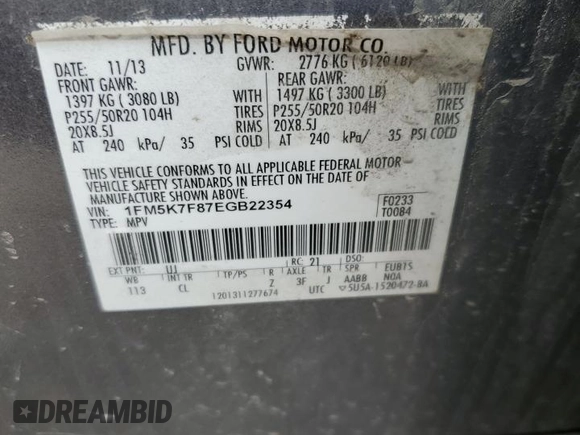 MFD. BY FORD MOTOR CO.
DATE: 11/13 GVWR: 2776 KG ( 6120 LB)
FRONT GAWR: REAR GAWR:
1397 KG ( 3080 LB) WITH 1497 KG ( 3300 LB) WITH
P255/50R20 104H TIRES P255/50R20 104H TIRES
20X8.5J RIMS 20X8.5J RIMS
AT 240 kPa/ 35 PSI COLD AT 240 kPa/ 35 PSI COLD
THIS VEHICLE CONFORMS TO ALL APPLICABLE FEDERAL MOTOR
VEHICLE SAFETY STANDARDS IN EFFECT ON THE DATE OF
MANUFACTURE SHOWN ABOVE.
VIN: 1FM5K7F87EGB22354 F0233
TYPE: MPV T0084
EXT PNT: UJ RC: 21 DSO:
WB INT TR TP/PS R AXLE TR SPR EUBTS
113 CL Z 3F J AABB NOA
1201311277674 UTC 5U5A-1520472-BA
DREAMBID